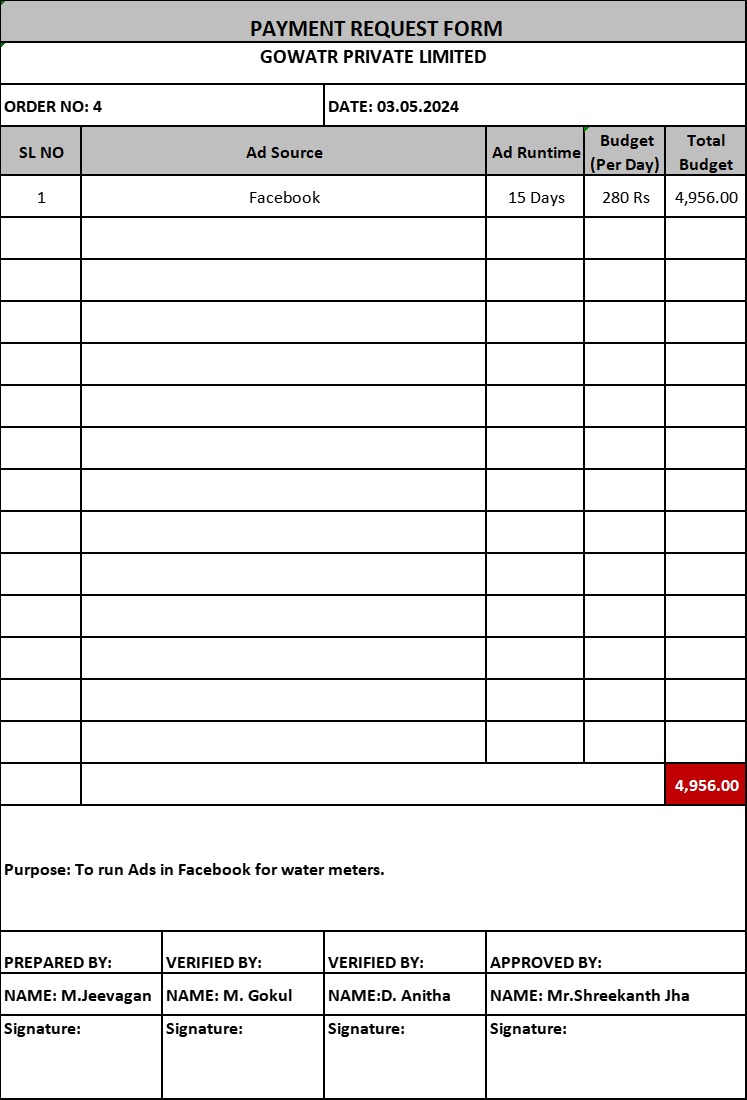 PAYMENT REQUEST FORM
GOWATR PRIVATE LIMITED
ORDER NO: 4 DATE: 03.05.2024
SL NO Ad Source Ad Runtime Budget (Per Day) Total Budget
1 Facebook 15 Days 280 Rs 4,956.00
4,956.00
Purpose: To run Ads in Facebook for water meters.
PREPARED BY: VERIFIED BY: VERIFIED BY: APPROVED BY:
NAME: M.Jeevagan NAME: M. Gokul NAME:D. Anitha NAME: Mr.Shreekanth Jha
Signature: Signature: Signature: Signature: